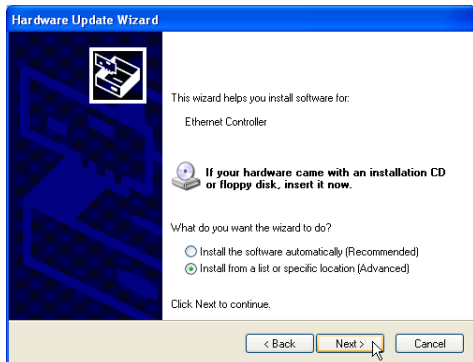 Hardware Update Wizard
This wizard helps you install software for:
Ethernet Controller
If your hardware came with an installation CD
or floppy disk, insert it now.
What do you want the wizard to do?
Install the software automatically (Recommended)
Install from a list or specific location (Advanced)
Click Next to continue.
< Back Next > Cancel